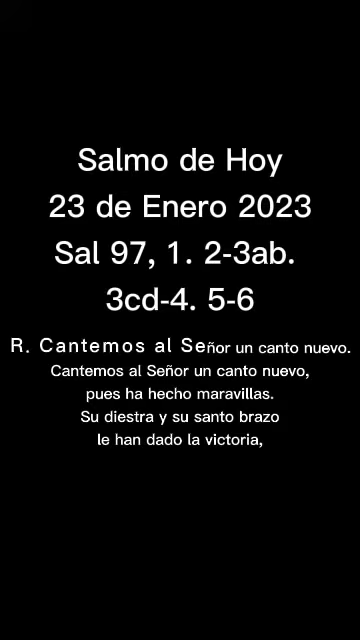 Salmo de Hoy
23 de Enero 2023
Sal 97, 1. 2-3ab.
3cd-4. 5-6
R. Cantemos al Señor un canto nuevo.
Cantemos al Señor un canto nuevo,
pues ha hecho maravillas.
Su diestra y su santo brazo
le han dado la victoria,